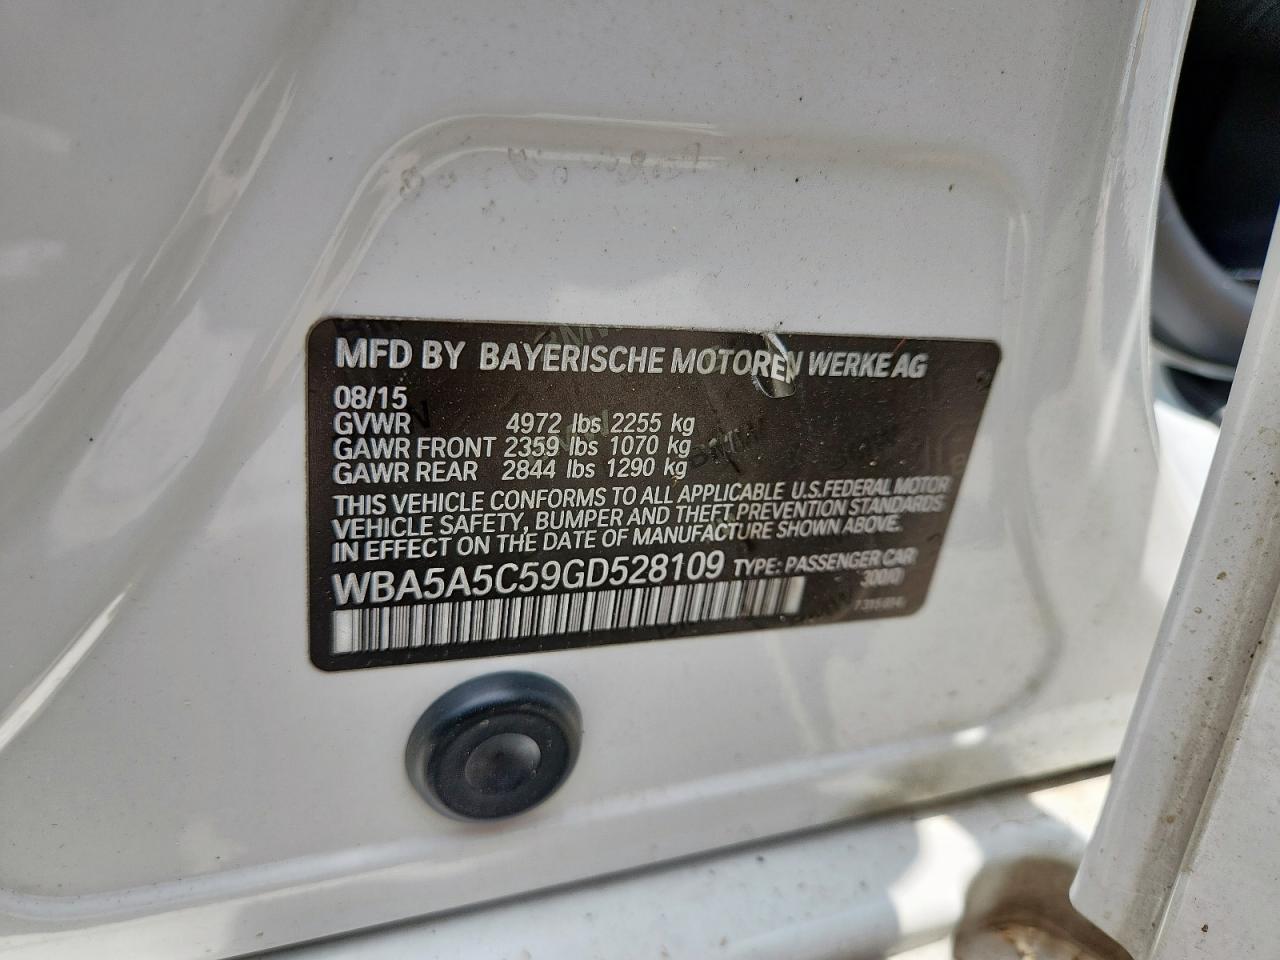 MFD BY BAYERISCHE MOTOREN WERKE AG
08/15
GVWR 4972 lbs 2255 kg
GAWR FRONT 2359 lbs 1070 kg
GAWR REAR 2844 lbs 1290 kg
THIS VEHICLE CONFORMS TO ALL APPLICABLE U.S.FEDERAL MOTOR
VEHICLE SAFETY, BUMPER AND THEFT PREVENTION STANDARDS
IN EFFECT ON THE DATE OF MANUFACTURE SHOWN ABOVE.
WBA5A5C59GD528109 TYPE: PASSENGER CAR
300/0